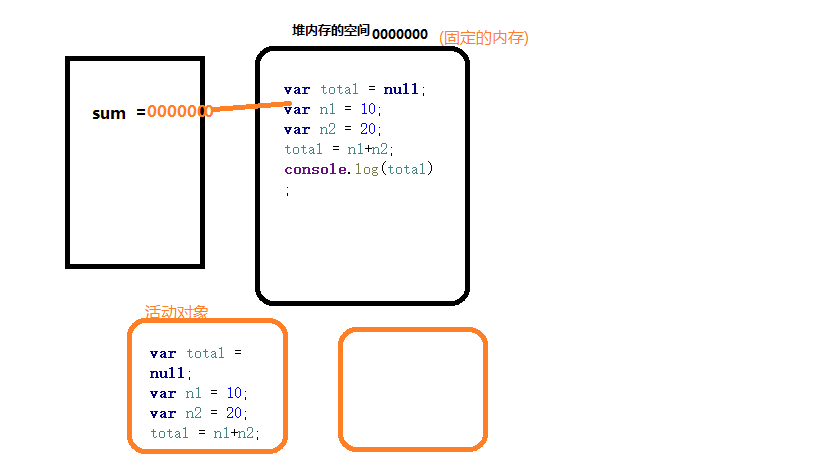 堆内存的空间0000000 (固定的内存)
sum =0000000
var total = null;
var n1 = 10;
var n2 = 20;
total = n1+n2;
console.log(total)
;
活动对象
var total =
null;
var n1 = 10;
var n2 = 20;
total = n1+n2;